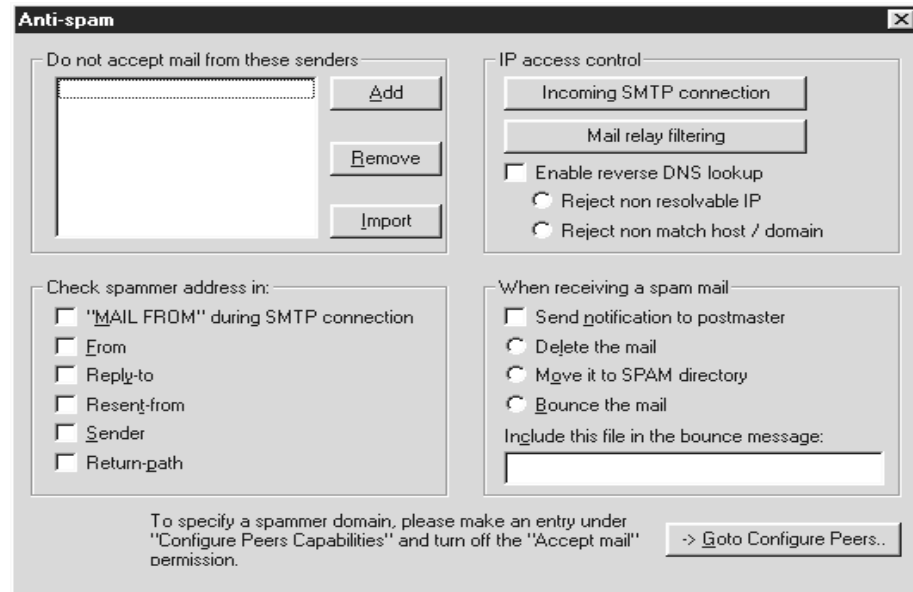 Anti-spam
Do not accept mail from these senders
Add
Remove
Import
IP access control
Incoming SMTP connection
Mail relay filtering
Enable reverse DNS lookup
Reject non resolvable IP
Reject non match host / domain
Check spammer address in:
"MAIL FROM" during SMTP connection
From
Reply-to
Resent-from
Sender
Return-path
When receiving a spam mail
Send notification to postmaster
Delete the mail
Move it to SPAM directory
Bounce the mail
Include this file in the bounce message:
To specify a spammer domain, please make an entry under
"Configure Peers Capabilities" and turn off the "Accept mail"
permission.
-> Goto Configure Peers..